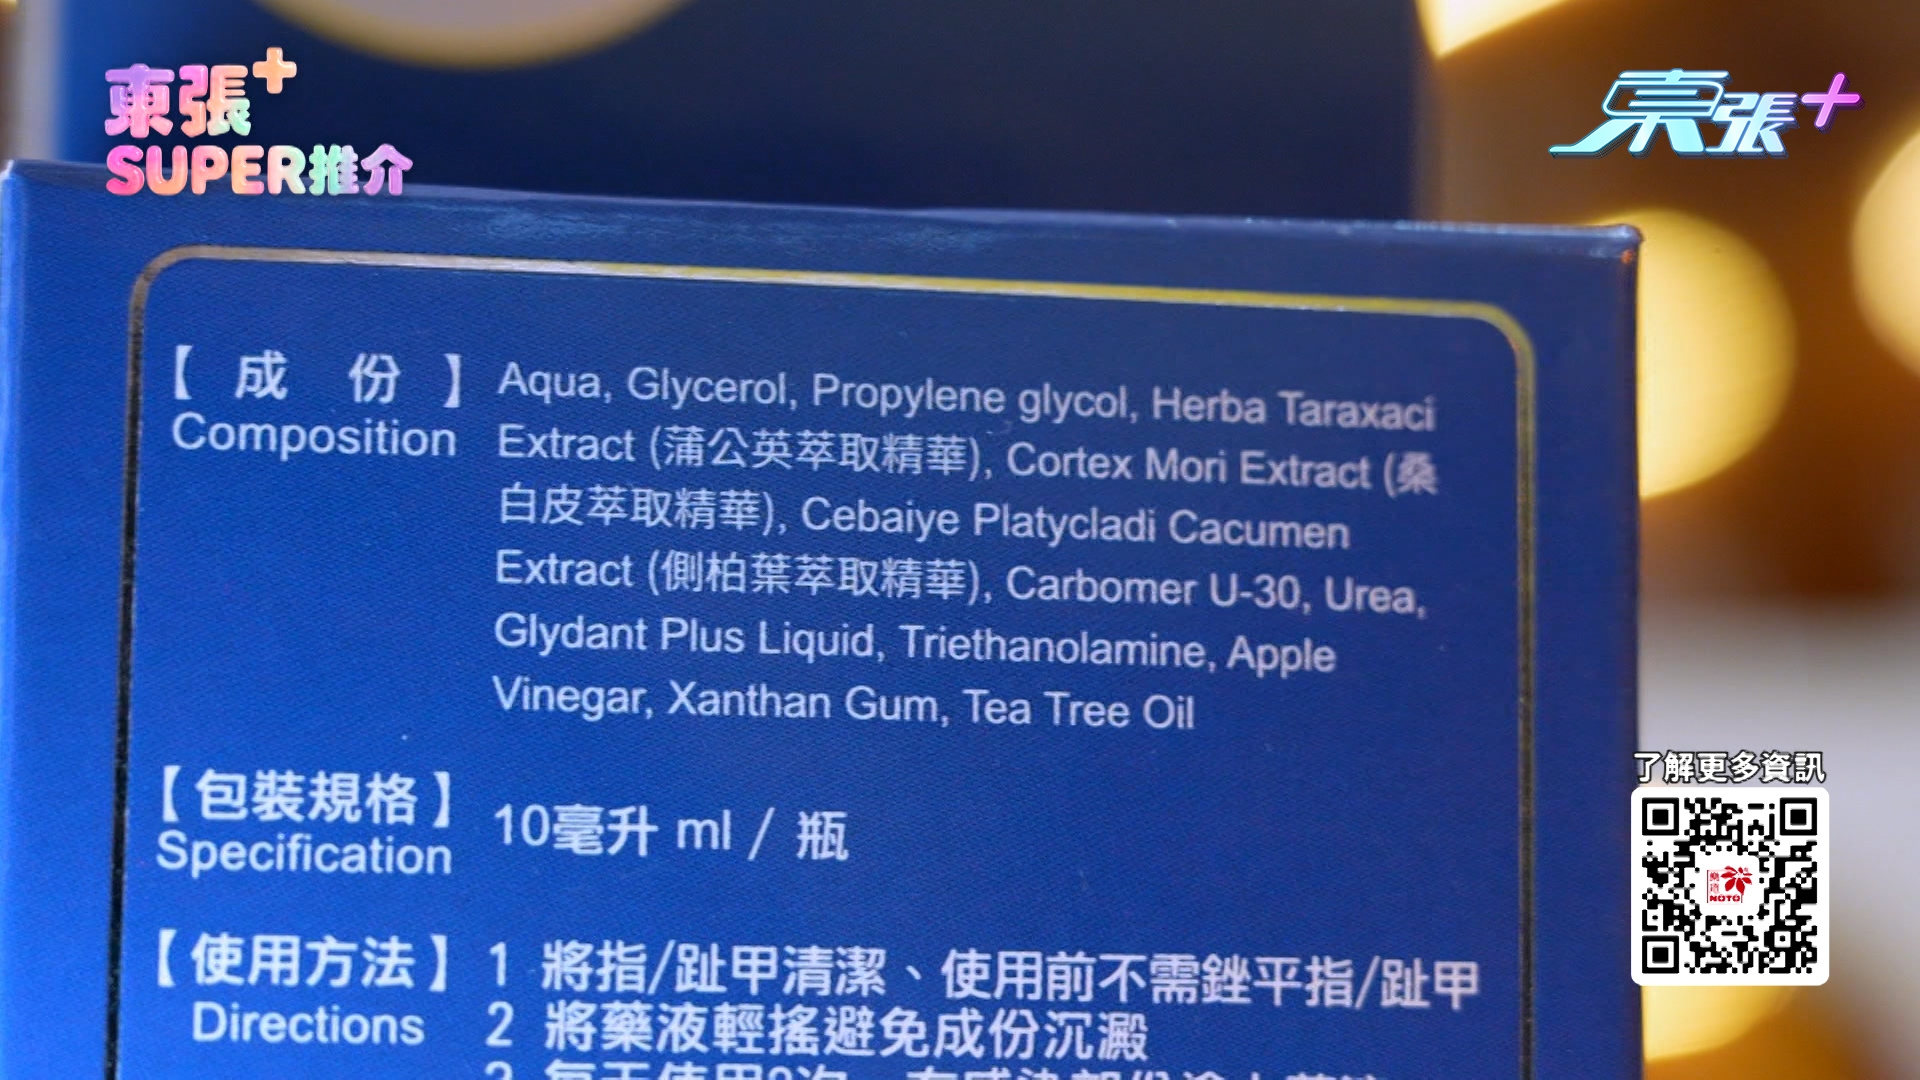 東張+
SUPER推介
東張+
【成份】 Aqua, Glycerol, Propylene glycol, Herba Taraxaci
Composition Extract (蒲公英萃取精華), Cortex Mori Extract (桑
白皮萃取精華), Cebaiye Platycladi Cacumen
Extract (側柏葉萃取精華), Carbomer U-30, Urea,
Glydant Plus Liquid, Triethanolamine, Apple
Vinegar, Xanthan Gum, Tea Tree Oil
【包裝規格】 10毫升 ml / 瓶
Specification
【使用方法】 1 將指/趾甲清潔、使用前不需銼平指/趾甲
Directions 2 將藥液輕搖避免成份沉澱
了解更多資訊
NOTO